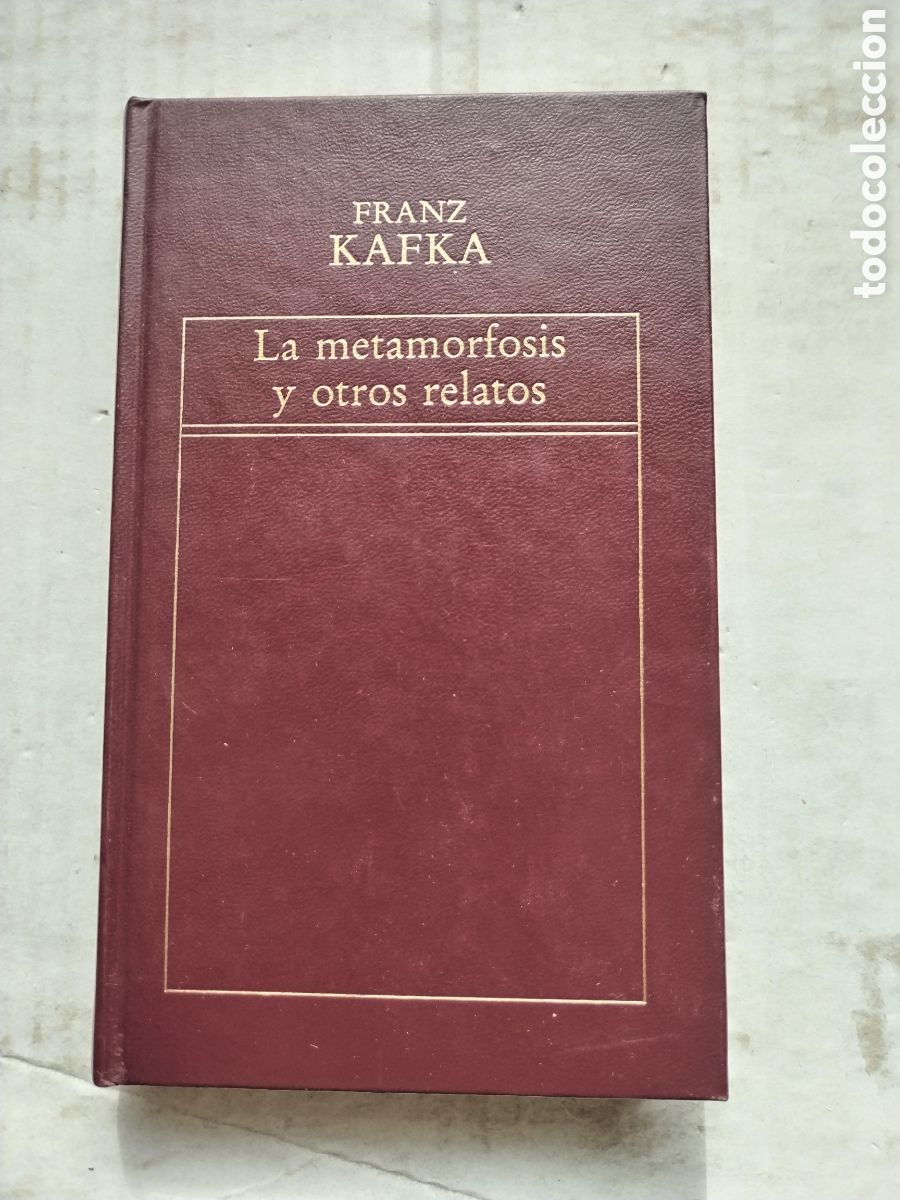 FRANZ
KAFKA
La metamorfosis
y otros relatos
todocoleccion